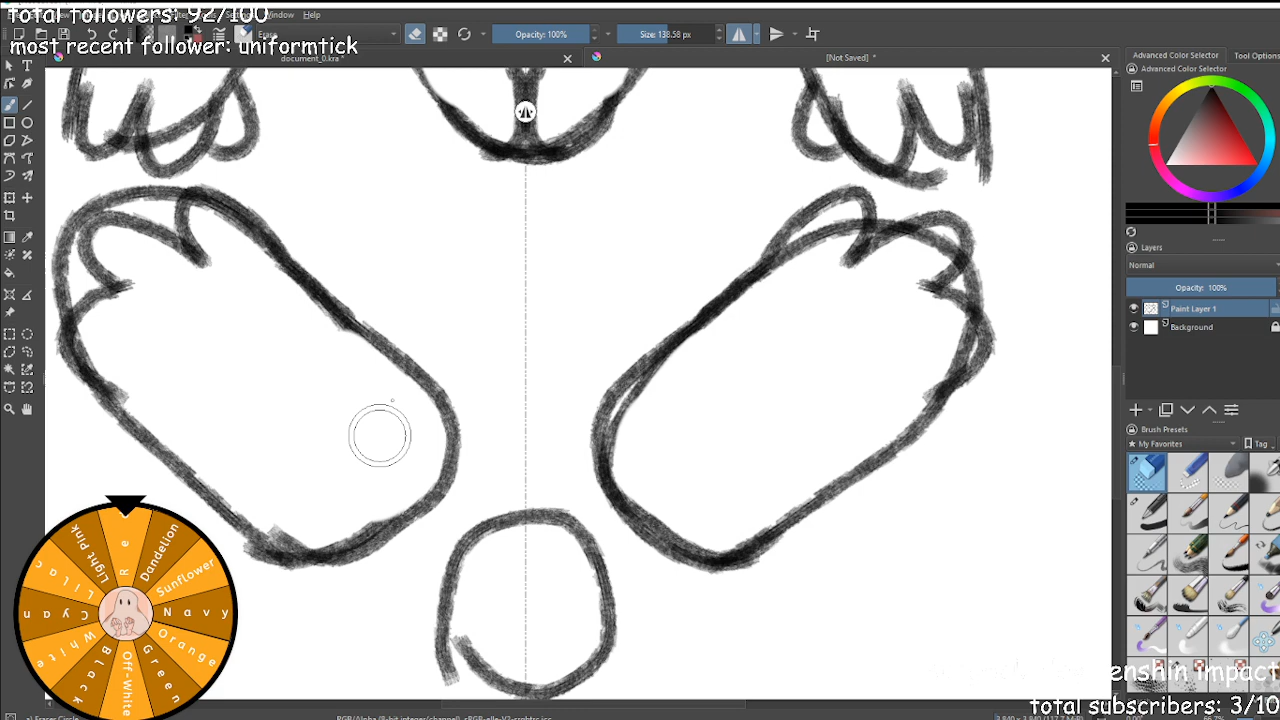 total followers: 92/100
Window
Help
most recent follower: uniformtick
Erase
Opacity: 100%
Size: 138.58 px
document_0.kra *
[Not Saved] *
Advanced Color Selector
Tool Options
Advanced Color Selector
Layers
Normal
Opacity: 100%
Paint Layer 1
Background
Brush Presets
My Favorites
Tag
Light Pink
Dandelion
Sunflower
Navy
Orange
Green
Off-White
Black
White
Cyan
Lilac
Red
enshin impact
total subscribers: 3/10